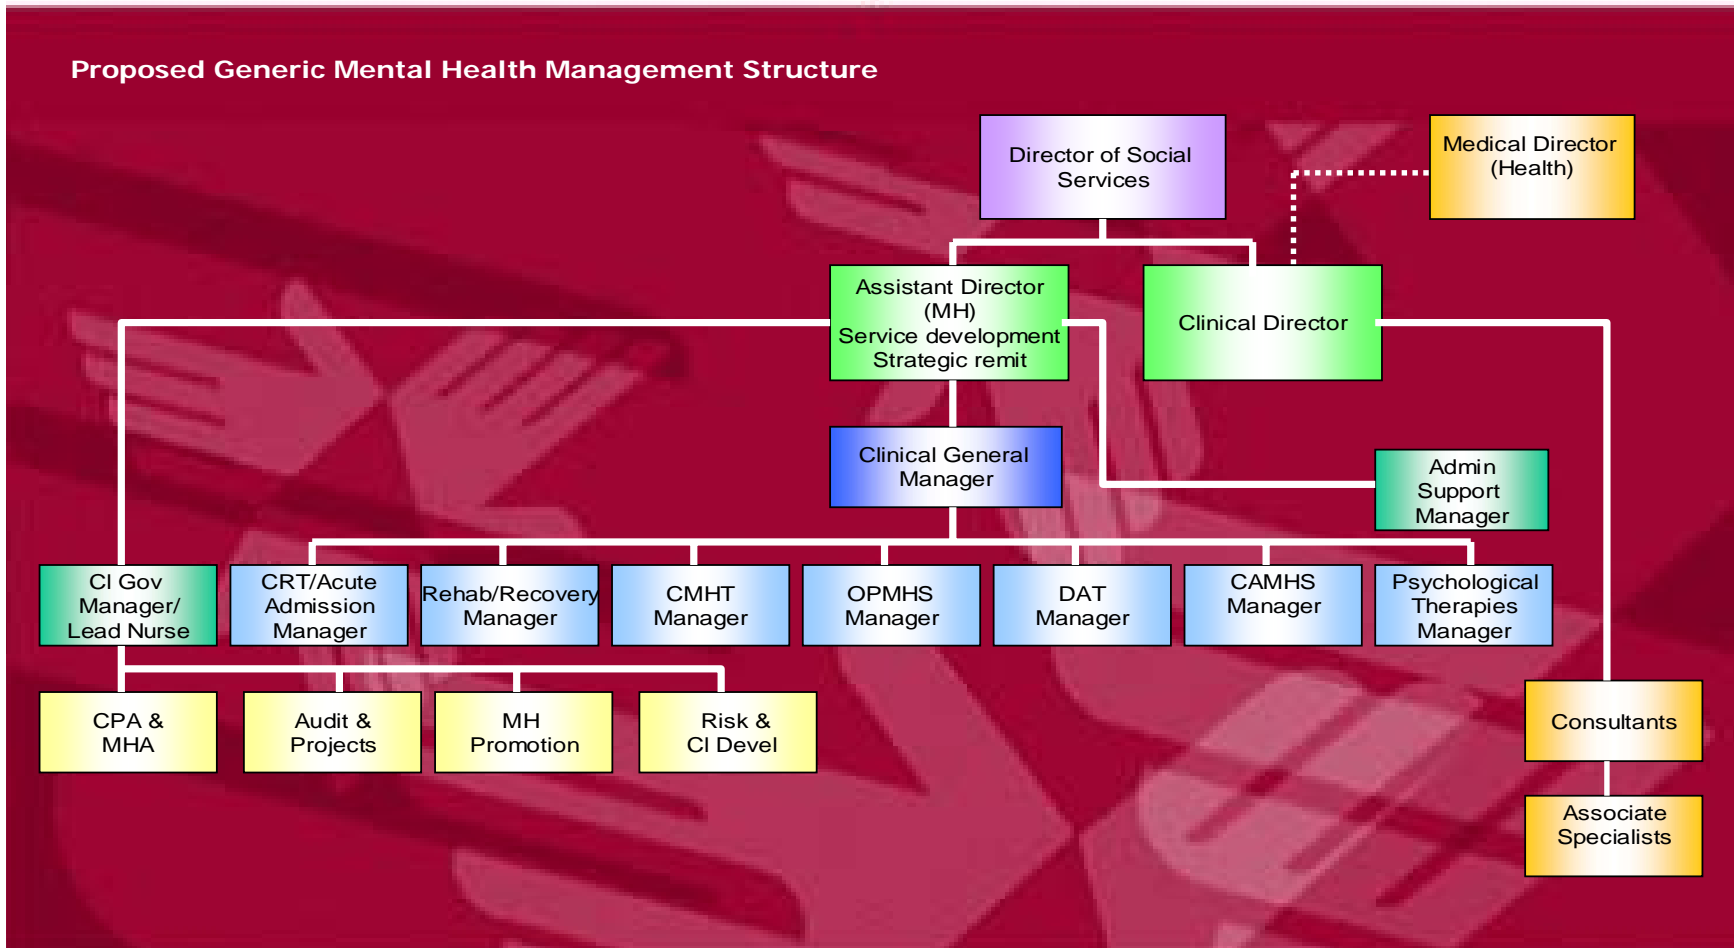 Proposed Generic Mental Health Management Structure
Director of Social
Services
Medical Director
(Health)
Assistant Director
(MH)
Service development
Strategic remit
Clinical Director
Clinical General
Manager
Admin
Support
Manager
Cl Gov
Manager/
Lead Nurse
CRT/Acute
Admission
Manager
Rehab/Recovery
Manager
CMHT
Manager
OPMHS
Manager
DAT
Manager
CAMHS
Manager
Psychological
Therapies
Manager
CPA &
MHA
Audit &
Projects
MH
Promotion
Risk &
Cl Devel
Consultants
Associate
Specialists